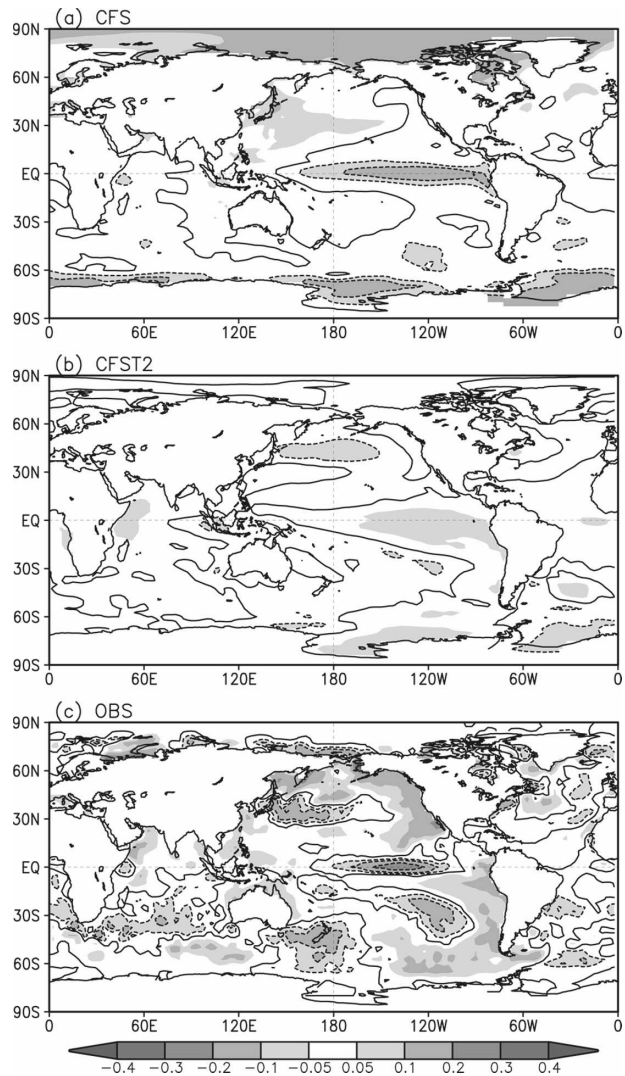 (a) CFS
90N
60N
30N
EQ
30S
60S
90S
0 60E 120E 180 120W 60W 0
(b) CFST2
90N
60N
30N
EQ
30S
60S
90S
0 60E 120E 180 120W 60W 0
(c) OBS
90N
60N
30N
EQ
30S
60S
90S
0 60E 120E 180 120W 60W 0
−0.4 −0.3 −0.2 −0.1 −0.05 0.05 0.1 0.2 0.3 0.4